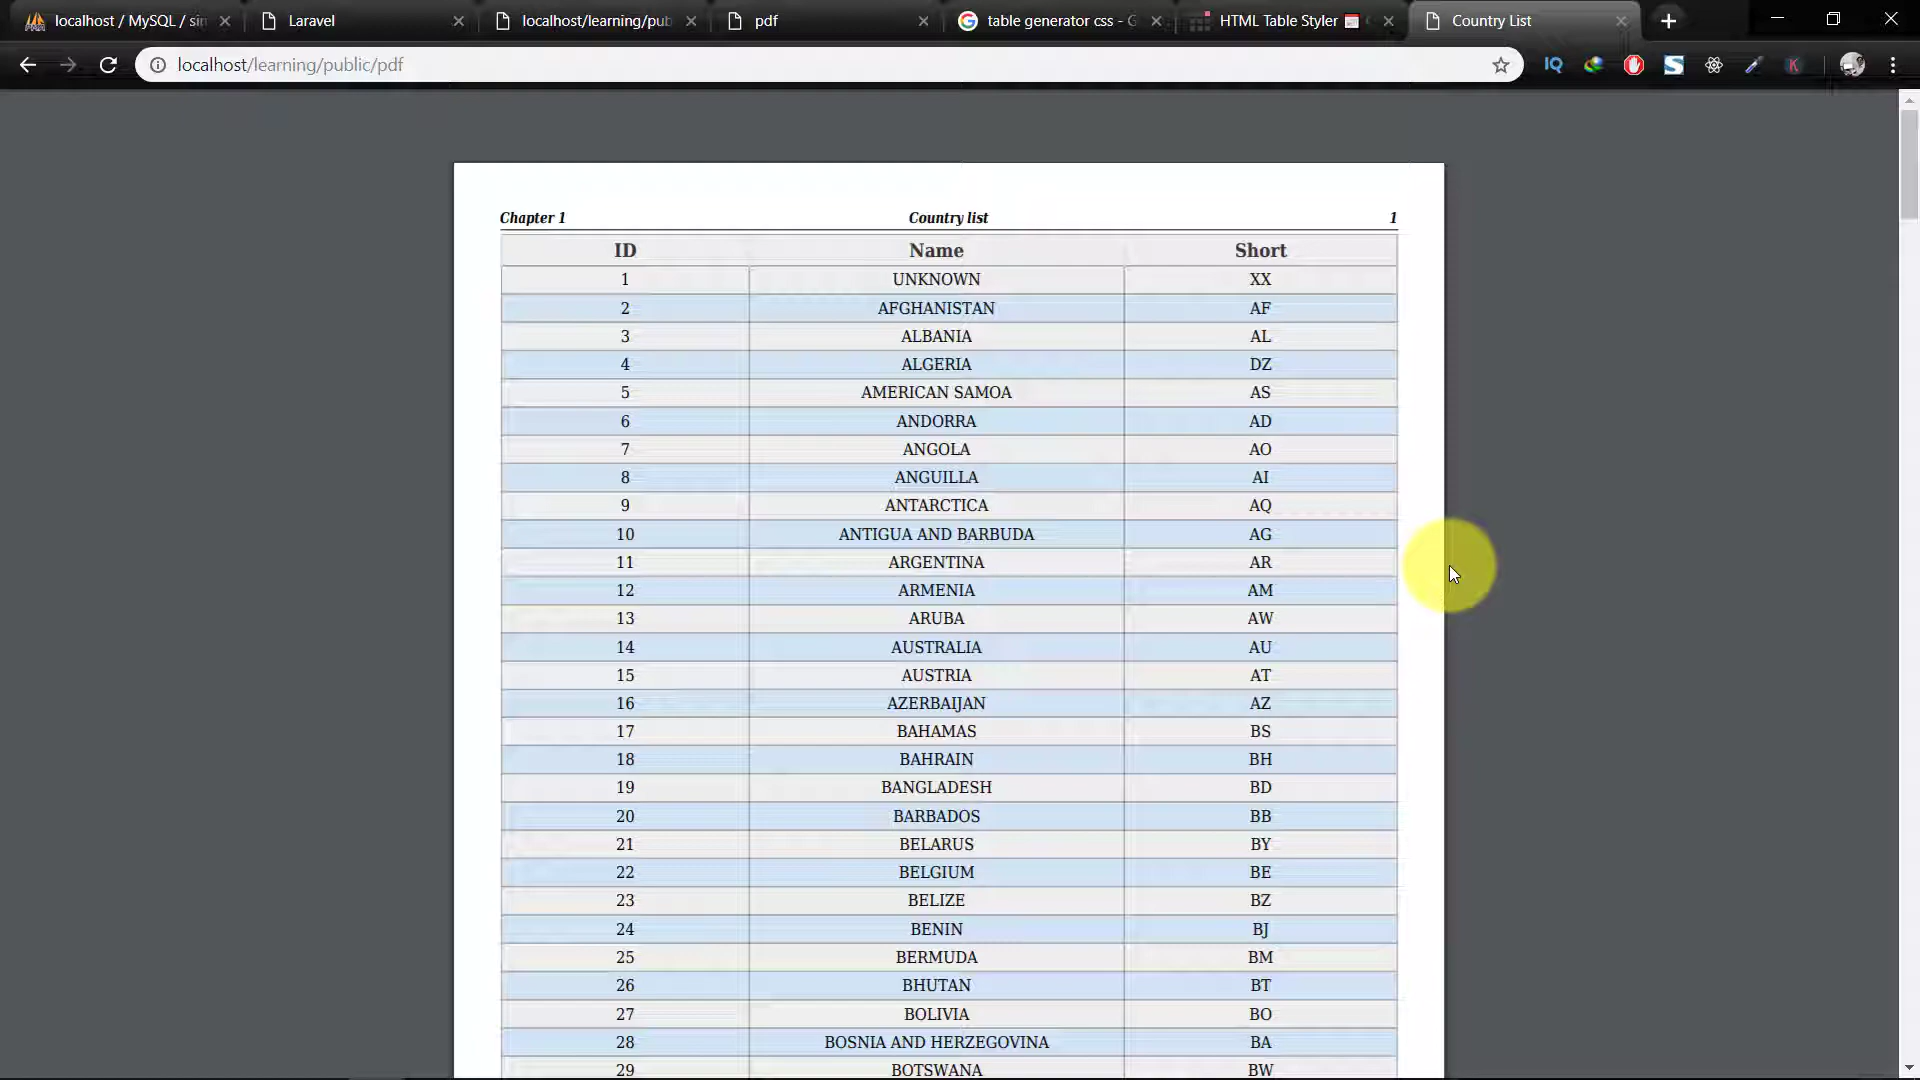 localhost / MySQL / sin
Laravel
localhost/learning/pub
pdf
table generator css - G
HTML Table Styler
Country List
localhost/learning/public/pdf
IQ
S
K
Chapter 1 Country list 1
ID Name Short
1 UNKNOWN XX
2 AFGHANISTAN AF
3 ALBANIA AL
4 ALGERIA DZ
5 AMERICAN SAMOA AS
6 ANDORRA AD
7 ANGOLA AO
8 ANGUILLA AI
9 ANTARCTICA AQ
10 ANTIGUA AND BARBUDA AG
11 ARGENTINA AR
12 ARMENIA AM
13 ARUBA AW
14 AUSTRALIA AU
15 AUSTRIA AT
16 AZERBAIJAN AZ
17 BAHAMAS BS
18 BAHRAIN BH
19 BANGLADESH BD
20 BARBADOS BB
21 BELARUS BY
22 BELGIUM BE
23 BELIZE BZ
24 BENIN BJ
25 BERMUDA BM
26 BHUTAN BT
27 BOLIVIA BO
28 BOSNIA AND HERZEGOVINA BA
29 BOTSWANA BW